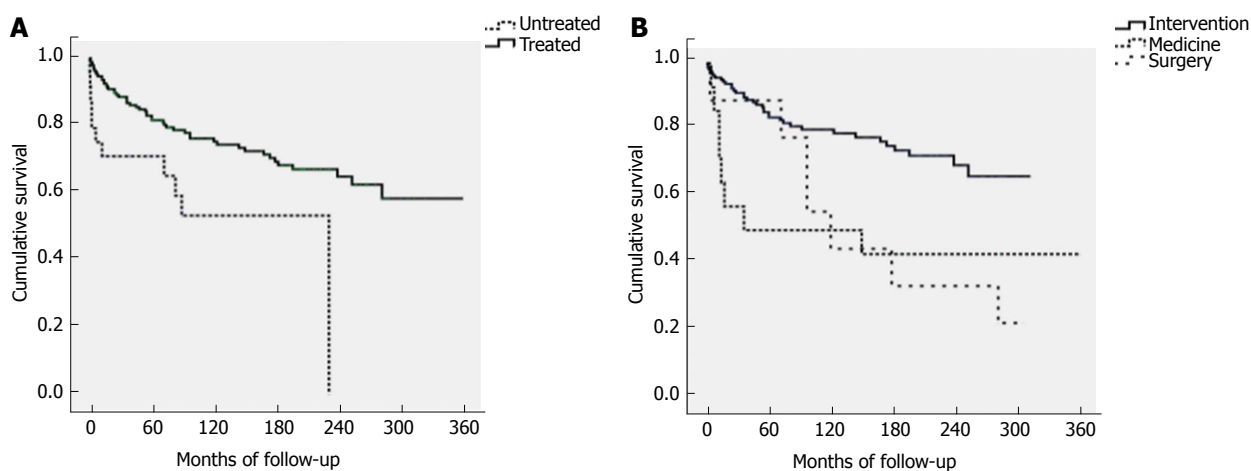 A
Untreated
Treated
1.0
0.8
0.6
0.4
0.2
0.0
Cumulative survival
0 60 120 180 240 300 360
Months of follow-up
B
Intervention
Medicine
Surgery
1.0
0.8
0.6
0.4
0.2
0.0
Cumulative survival
0 60 120 180 240 300 360
Months of follow-up